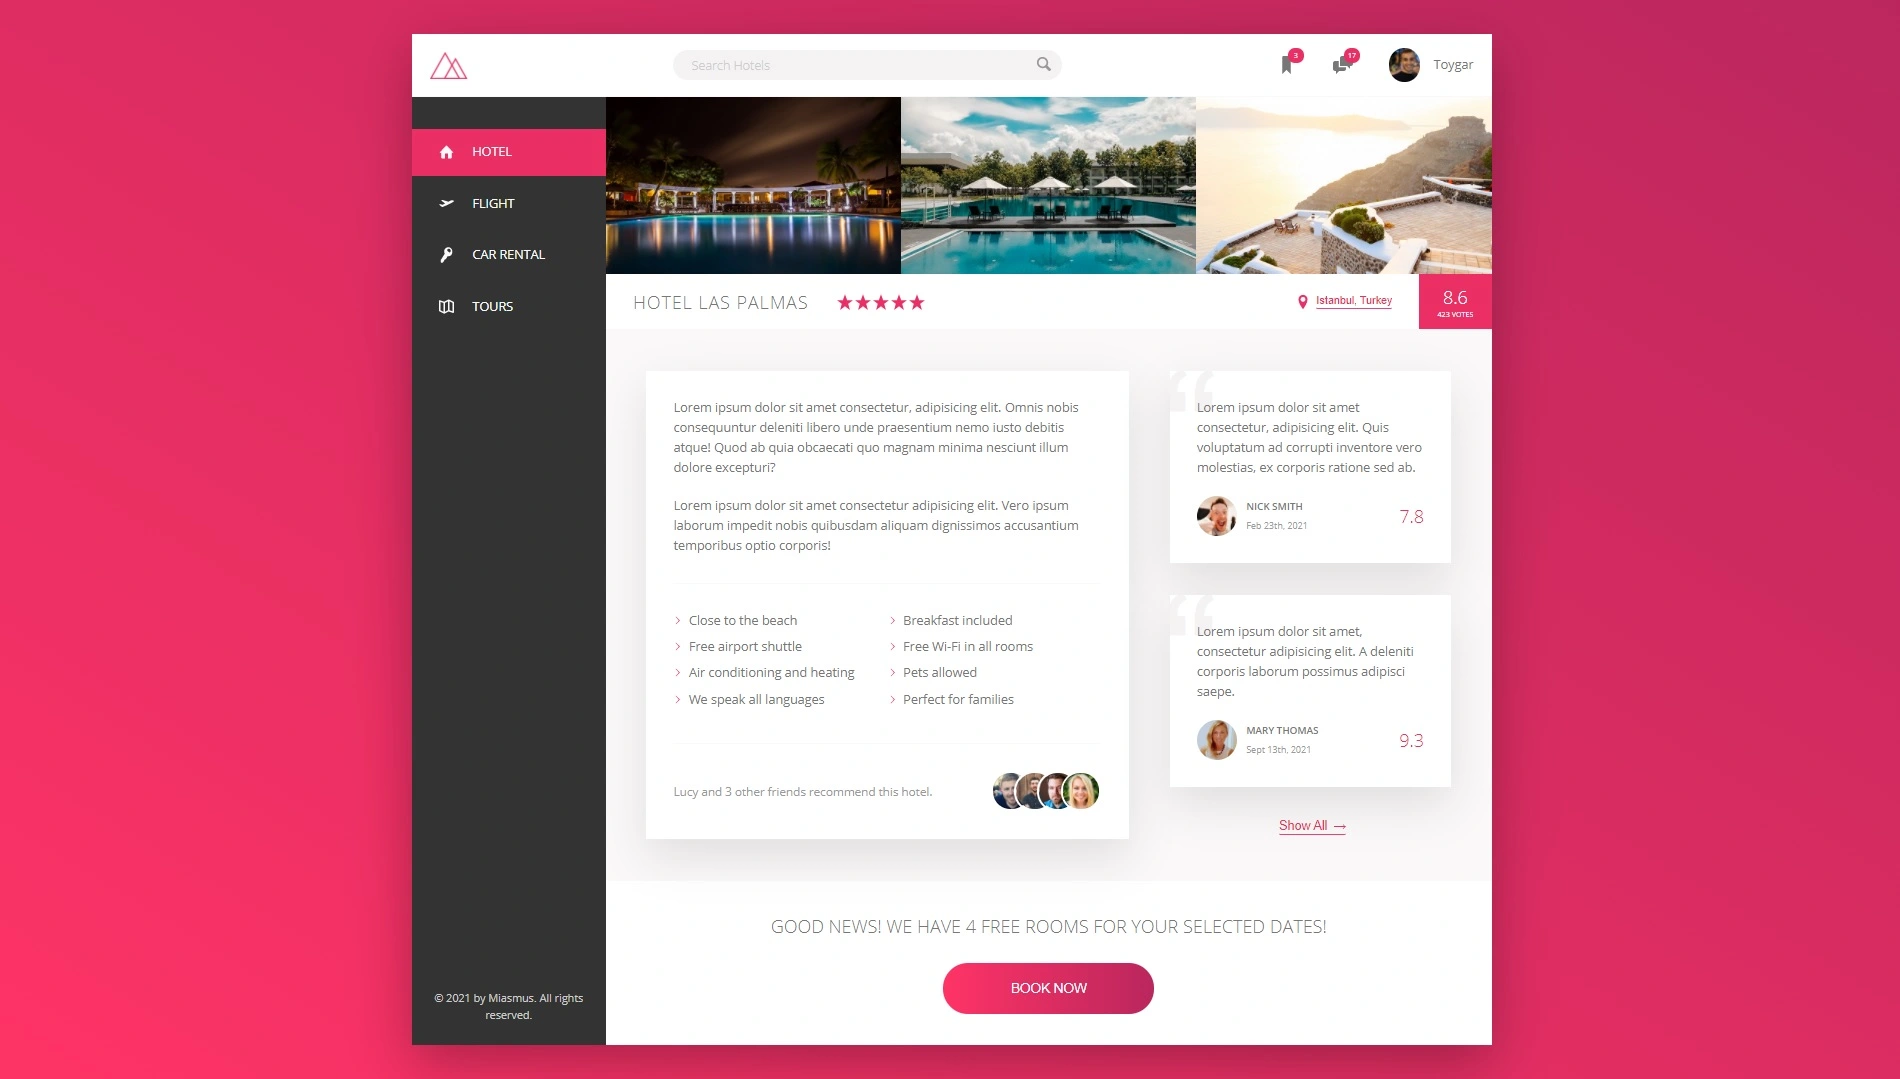 Search Hotels
3
17
Toygar
HOTEL
FLIGHT
CAR RENTAL
TOURS
© 2021 by Miasmus. All rights
reserved.
HOTEL LAS PALMAS
Istanbul, Turkey
8.6
423 VOTES
Lorem ipsum dolor sit amet consectetur, adipisicing elit. Omnis nobis
consequuntur deleniti libero unde praesentium nemo iusto debitis
atque! Quod ab quia obcaecati quo magnam minima nesciunt illum
dolore excepturi?
Lorem ipsum dolor sit amet consectetur adipisicing elit. Vero ipsum
laborum impedit nobis quibusdam aliquam dignissimos accusantium
temporibus optio corporis!
Close to the beach
Free airport shuttle
Air conditioning and heating
We speak all languages
Breakfast included
Free Wi-Fi in all rooms
Pets allowed
Perfect for families
Lucy and 3 other friends recommend this hotel.
“
Lorem ipsum dolor sit amet
consectetur, adipisicing elit. Quis
voluptatum ad corrupti inventore vero
molestias, ex corporis ratione sed ab.
NICK SMITH
Feb 23th, 2021
7.8
“
Lorem ipsum dolor sit amet,
consectetur adipisicing elit. A deleniti
corporis laborum possimus adipisci
saepe.
MARY THOMAS
Sept 13th, 2021
9.3
Show All →
GOOD NEWS! WE HAVE 4 FREE ROOMS FOR YOUR SELECTED DATES!
BOOK NOW